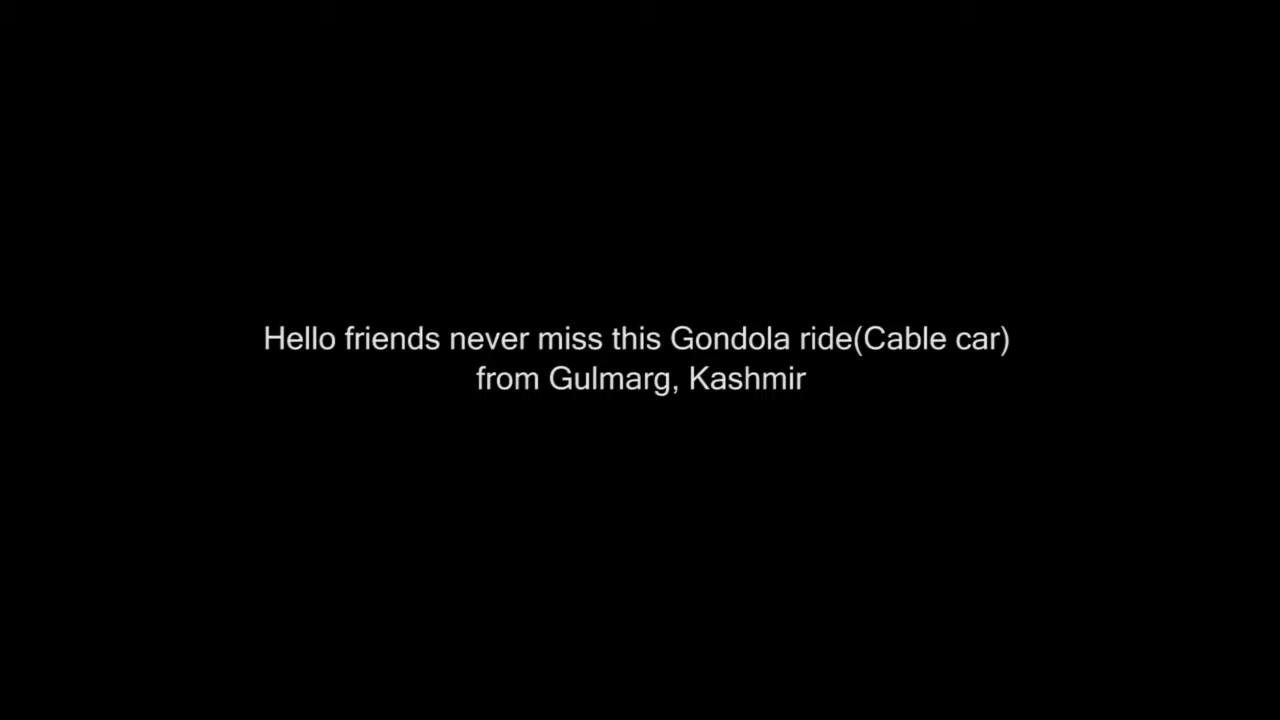 Hello friends never miss this Gondola ride(Cable car)
from Gulmarg, Kashmir